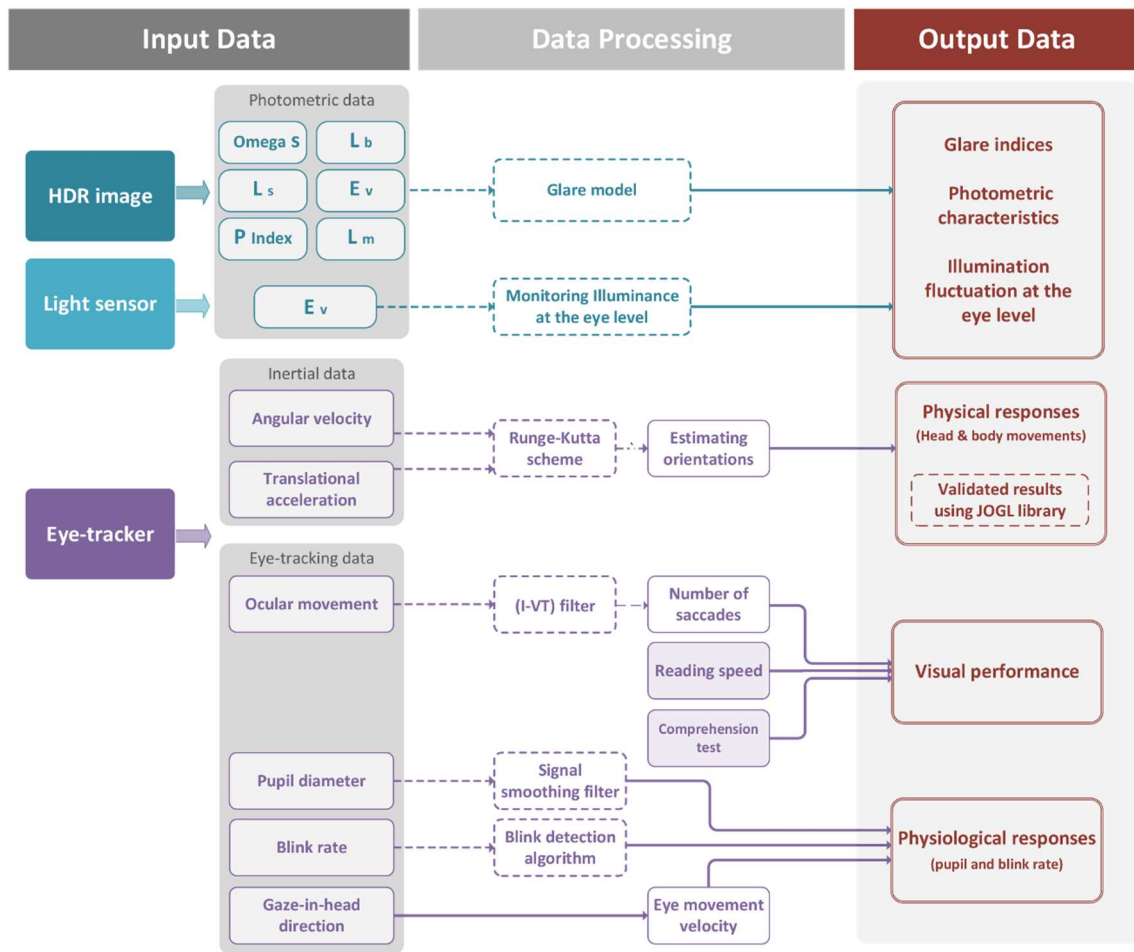 Input Data
Data Processing
Output Data
Photometric data
Omega S
L b
L s
E v
P Index
L m
HDR image
Glare model
Glare indices
Photometric
characteristics
Illumination
fluctuation at the
eye level
Light sensor
E v
Monitoring Illuminance
at the eye level
Inertial data
Angular velocity
Translational
acceleration
Runge-Kutta
scheme
Estimating
orientations
Physical responses
(Head & body movements)
Validated results
using JOGL library
Eye-tracker
Eye-tracking data
Ocular movement
(I-VT) filter
Number of
saccades
Reading speed
Comprehension
test
Visual performance
Pupil diameter
Signal
smoothing filter
Blink rate
Blink detection
algorithm
Physiological responses
(pupil and blink rate)
Gaze-in-head
direction
Eye movement
velocity